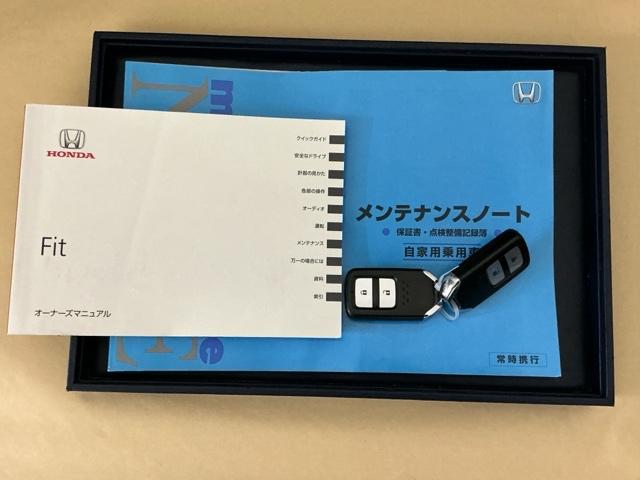 HONDA
Fit
オーナーズマニュアル
クイックガイド
安全なドライブ
計器の見かた
各部の操作
オーディオ
運転
メンテナンス
万一の場合には
資料
索引
メンテナンスノート
保証書・点検整備記録簿
自家用乗用車
常時携行